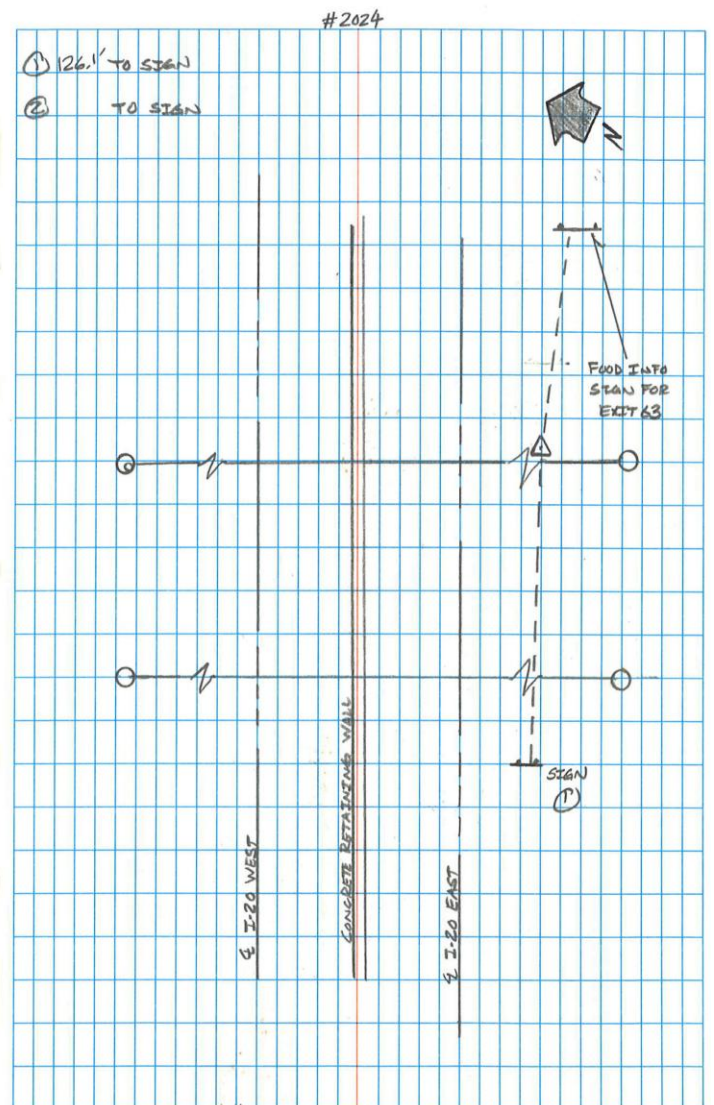 #2024
① 126.1' TO SIGN
② TO SIGN
N
FOOD INFO
SIGN FOR
EXIT 63
SIGN
①
℄ I-20 WEST
CONCRETE RETAINING WALL
℄ I-20 EAST